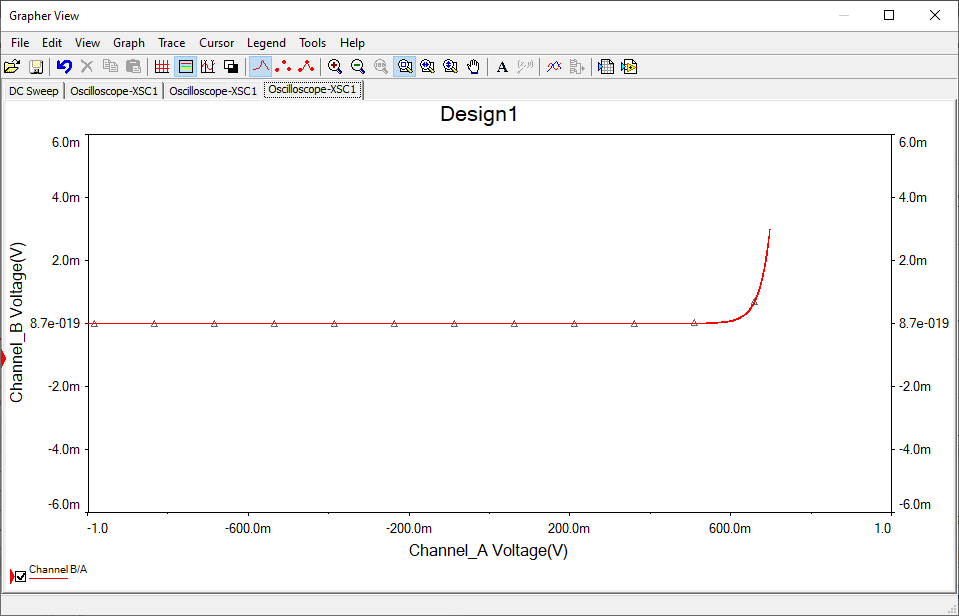 Grapher View
File Edit View Graph Trace Cursor Legend Tools Help
A (x,y)
DC Sweep Oscilloscope-XSC1 Oscilloscope-XSC1 Oscilloscope-XSC1
Design1
6.0m 6.0m
4.0m 4.0m
2.0m 2.0m
8.7e-019 8.7e-019
-2.0m -2.0m
-4.0m -4.0m
-6.0m -6.0m
Channel_B Voltage(V)
-1.0 -600.0m -200.0m 200.0m 600.0m 1.0
Channel_A Voltage(V)
Channel B/A